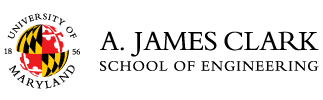 UNIVERSITY OF
18 56
MARYLAND
A. JAMES CLARK
SCHOOL OF ENGINEERING